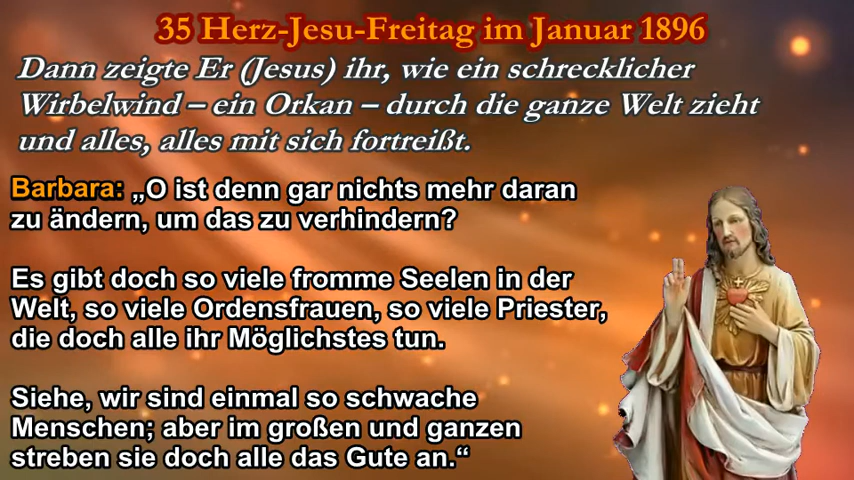 35 Herz-Jesu-Freitag im Januar 1896
Dann zeigte Er (Jesus) ihr, wie ein schrecklicher
Wirbelwind – ein Orkan – durch die ganze Welt zieht
und alles, alles mit sich fortreißt.
Barbara: „O ist denn gar nichts mehr daran
zu ändern, um das zu verhindern?
Es gibt doch so viele fromme Seelen in der
Welt, so viele Ordensfrauen, so viele Priester,
die doch alle ihr Möglichstes tun.
Siehe, wir sind einmal so schwache
Menschen; aber im großen und ganzen
streben sie doch alle das Gute an.“